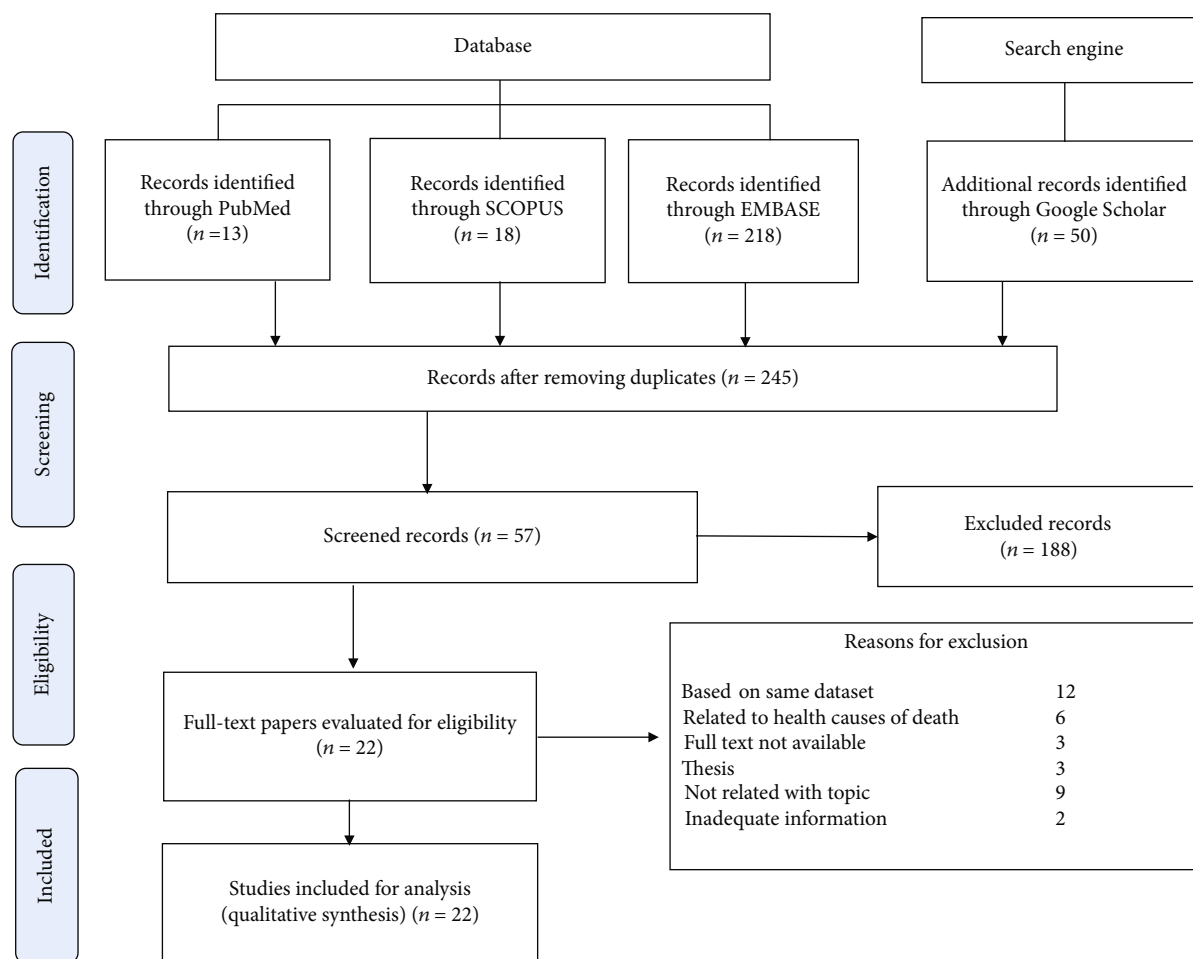 Database
Search engine
Identification
Records identified
through PubMed
(n =13)
Records identified
through SCOPUS
(n = 18)
Records identified
through EMBASE
(n = 218)
Additional records identified
through Google Scholar
(n = 50)
Screening
Records after removing duplicates (n = 245)
Screened records (n = 57)
Excluded records
(n = 188)
Eligibility
Full-text papers evaluated for eligibility
(n = 22)
Reasons for exclusion
Based on same dataset 12
Related to health causes of death 6
Full text not available 3
Thesis 3
Not related with topic 9
Inadequate information 2
Included
Studies included for analysis
(qualitative synthesis) (n = 22)